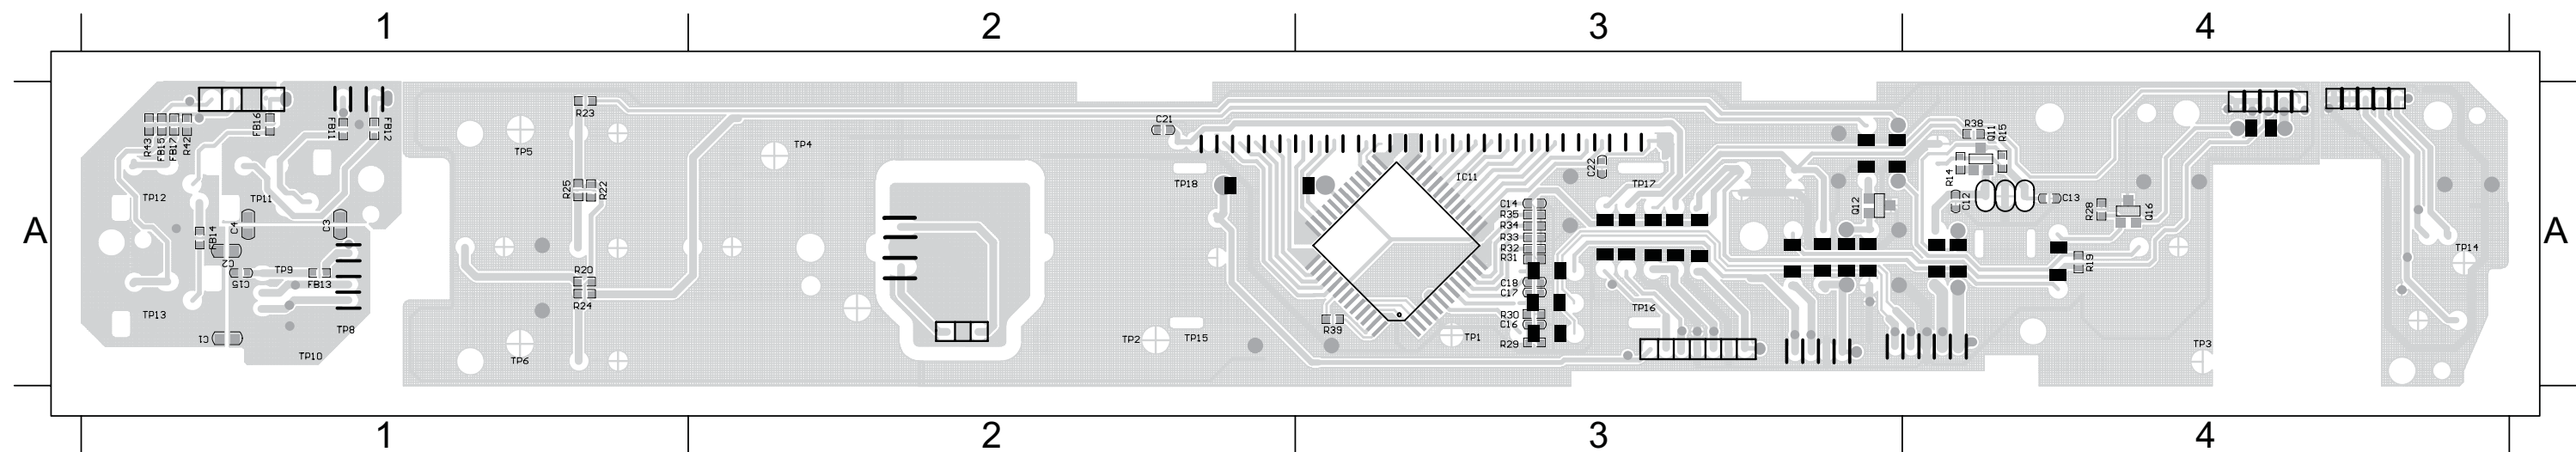 1 2 3 4
A A
R43 FB15 FB17 R42 FB16 FB11 FB12
R23
TP5
TP4
C21
R38 Q11 R15
TP12 TP11
R25 R22
TP18
IC11
C22
TP17
R14
Q12
C12
C13
R28
Q16
C4 C3
FB14
C2
C15
TP9
FB13
TP13
TP8
C1
TP10
R20
R24
TP6
TP2
TP15
R39
TP1
C14
R35
R34
R33
R32
R31
C18
C17
R30
C16
R29
TP16
R19
TP14
TP3
1 2 3 4